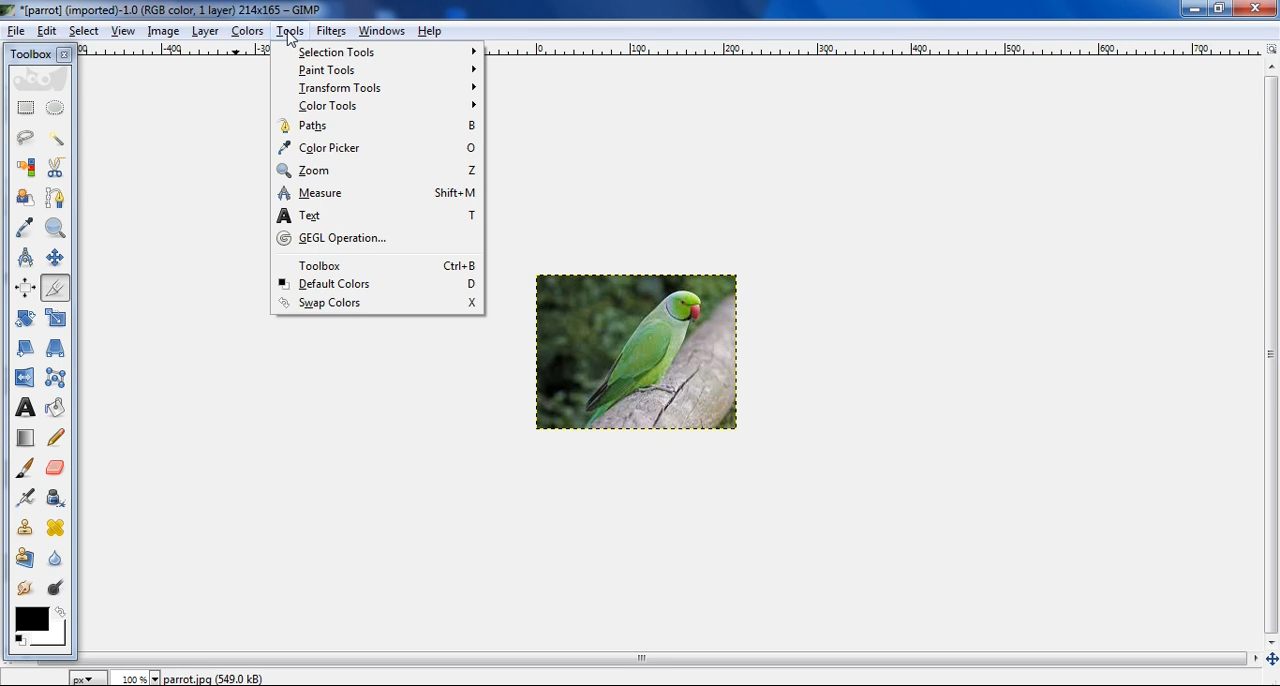 *[parrot] (imported)-1.0 (RGB color, 1 layer) 214x165 – GIMP
File Edit Select View Image Layer Colors Tools Filters Windows Help
Toolbox
-400
0 100 200 300 400 500 600 700
Selection Tools
Paint Tools
Transform Tools
Color Tools
Paths B
Color Picker O
Zoom Z
Measure Shift+M
Text T
GEGL Operation...
Toolbox Ctrl+B
Default Colors D
Swap Colors X
px 100 % parrot.jpg (549.0 kB)